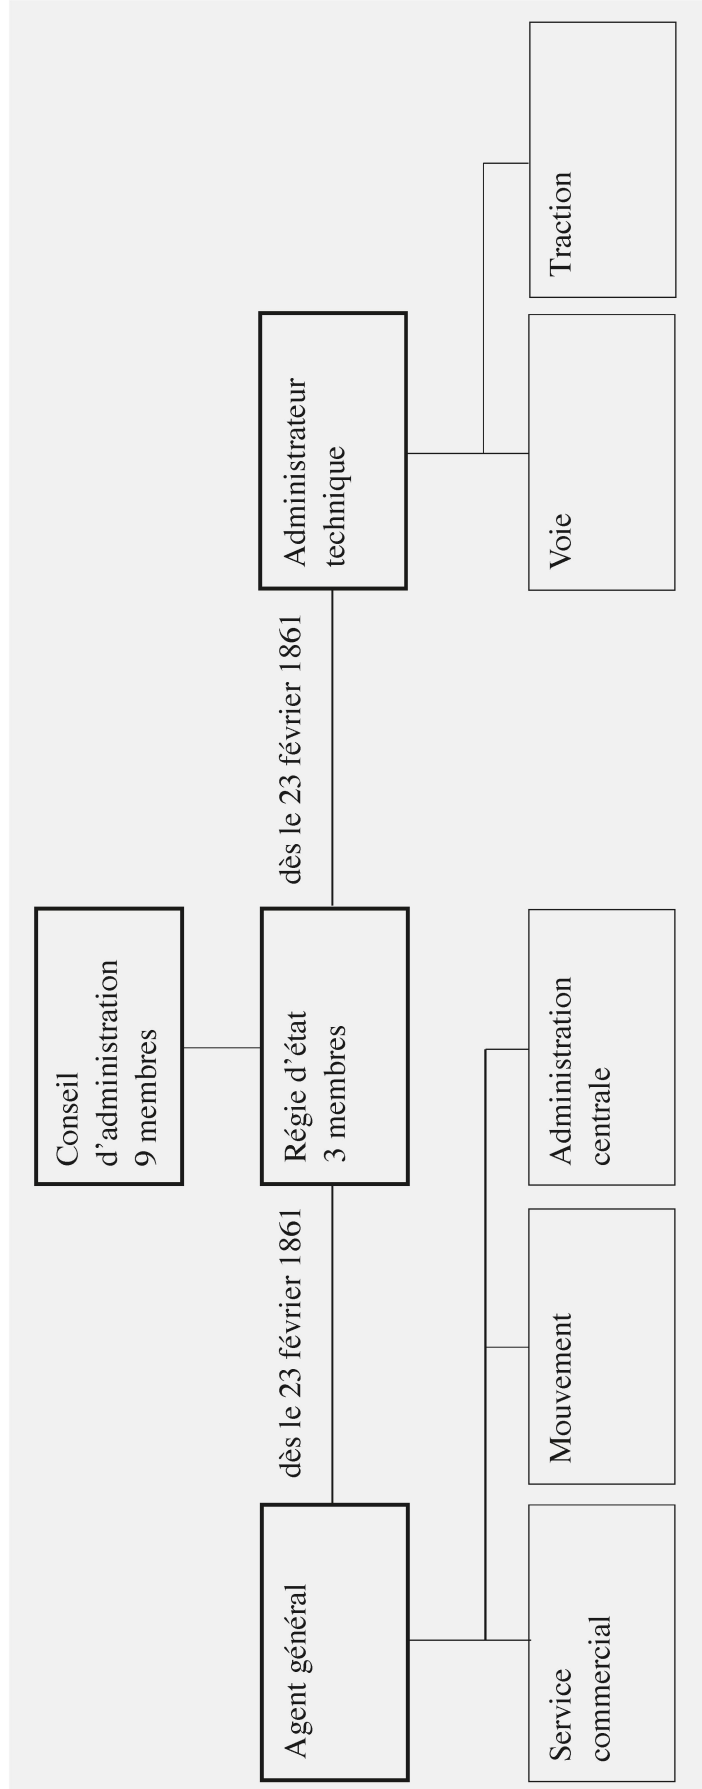 Conseil
d'administration
9 membres
Agent général
dès le 23 février 1861
Régie d'état
3 membres
dès le 23 février 1861
Administrateur
technique
Service
commercial
Mouvement
Administration
centrale
Voie
Traction